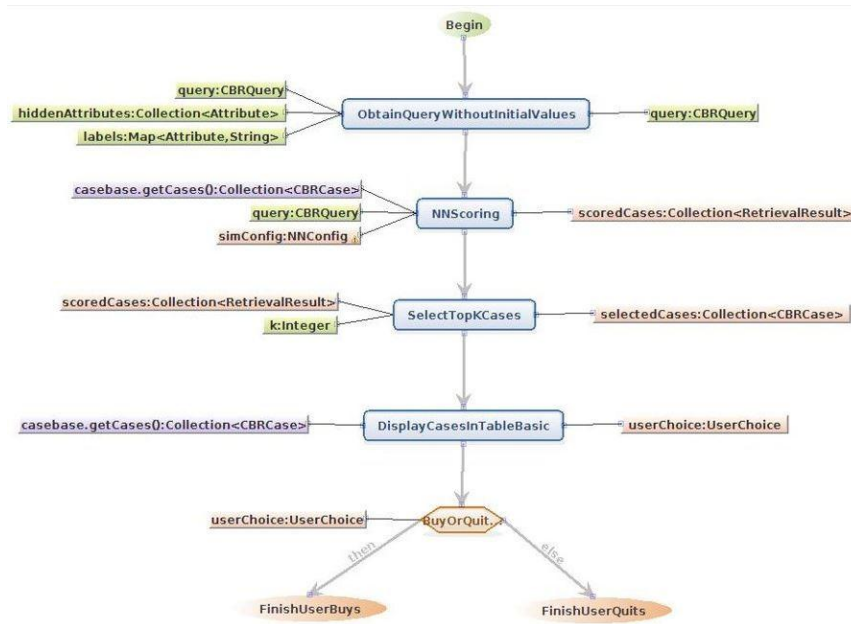 Begin
query:CBRQuery
hiddenAttributes:Collection<Attribute>
labels:Map<Attribute,String>
ObtainQueryWithoutInitialValues
query:CBRQuery
casebase.getCases():Collection<CBRCase>
query:CBRQuery
simConfig:NNConfig
NNScoring
scoredCases:Collection<RetrievalResult>
scoredCases:Collection<RetrievalResult>
k:Integer
SelectTopKCases
selectedCases:Collection<CBRCase>
casebase.getCases():Collection<CBRCase>
DisplayCasesInTableBasic
userChoice:UserChoice
userChoice:UserChoice
BuyOrQuit...
then
else
FinishUserBuys
FinishUserQuits